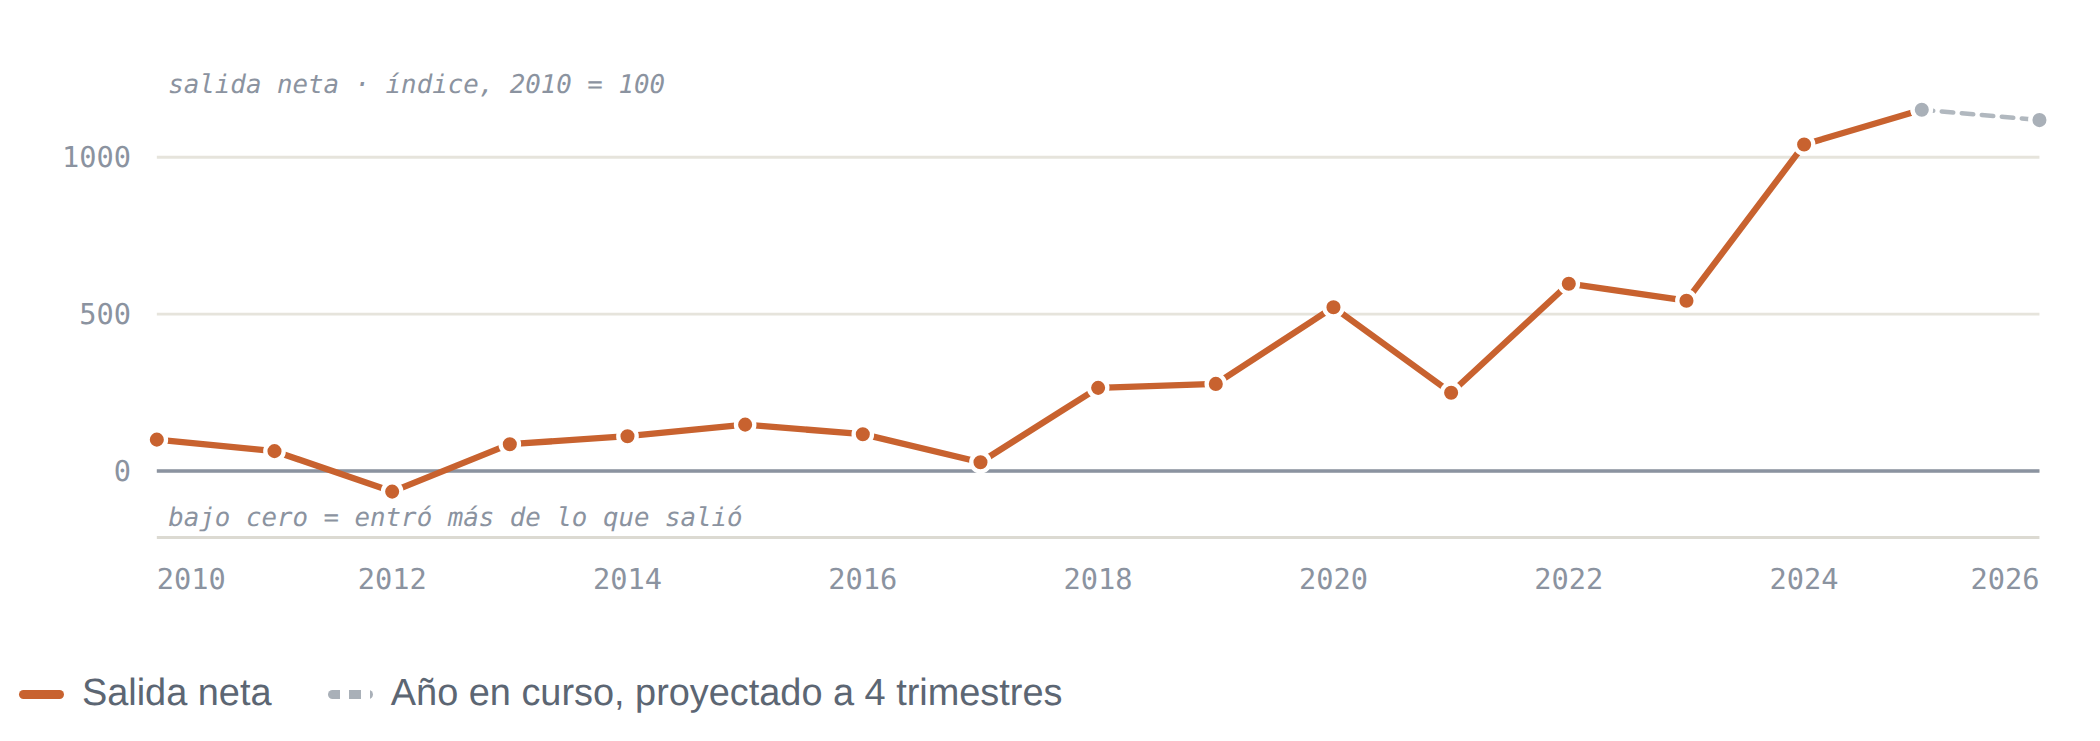 salida neta · índice, 2010 = 100
1000
500
0
bajo cero = entró más de lo que salió
2010 2012 2014 2016 2018 2020 2022 2024 2026
Salida neta Año en curso, proyectado a 4 trimestres